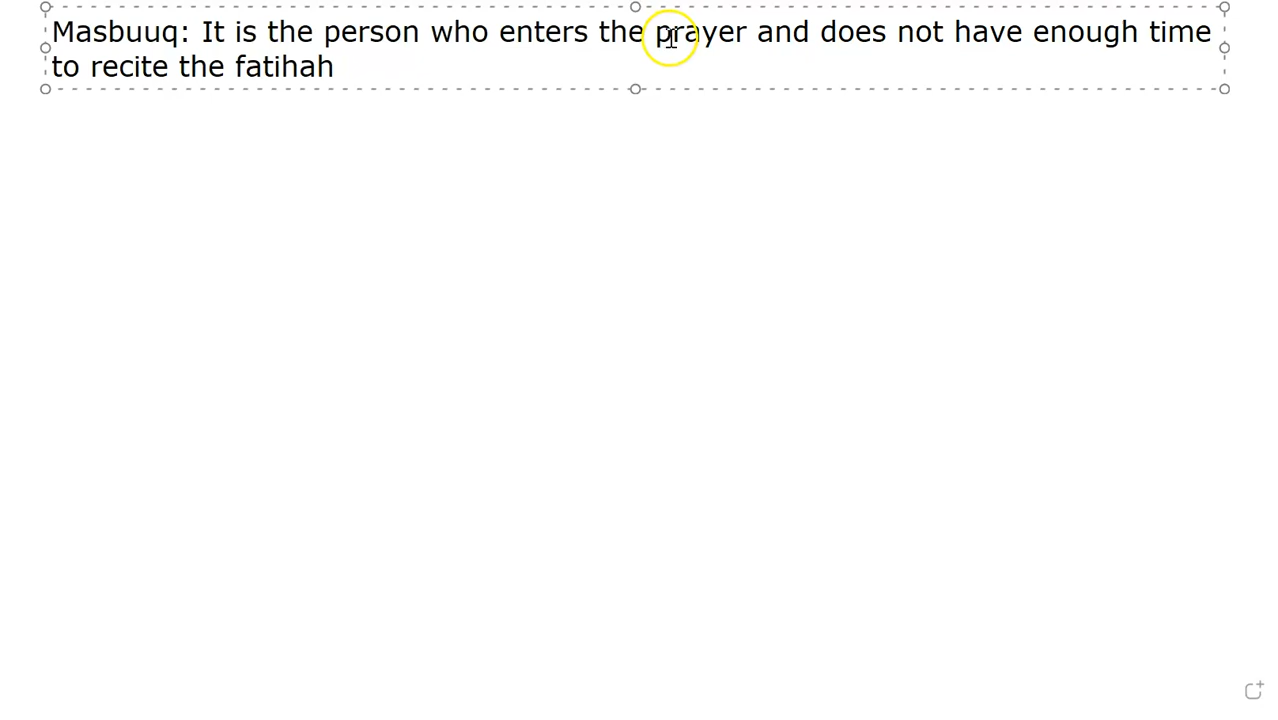 Masbuuq: It is the person who enters the prayer and does not have enough time
to recite the fatihah